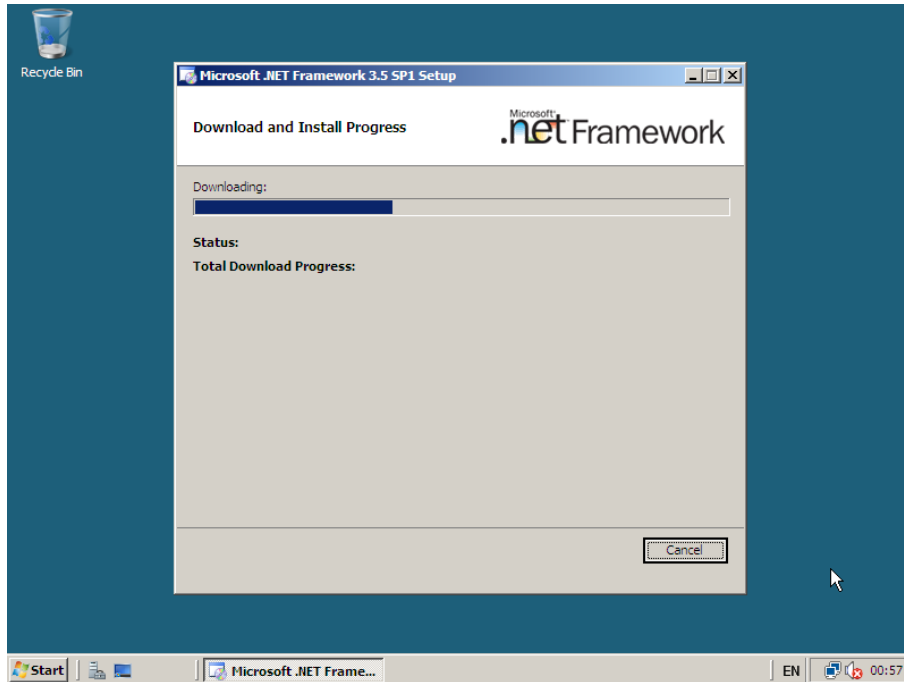 Recycle Bin
Microsoft .NET Framework 3.5 SP1 Setup
Download and Install Progress
Microsoft
.net Framework
Downloading:
Status:
Total Download Progress:
Cancel
Start
Microsoft .NET Frame...
EN
00:57